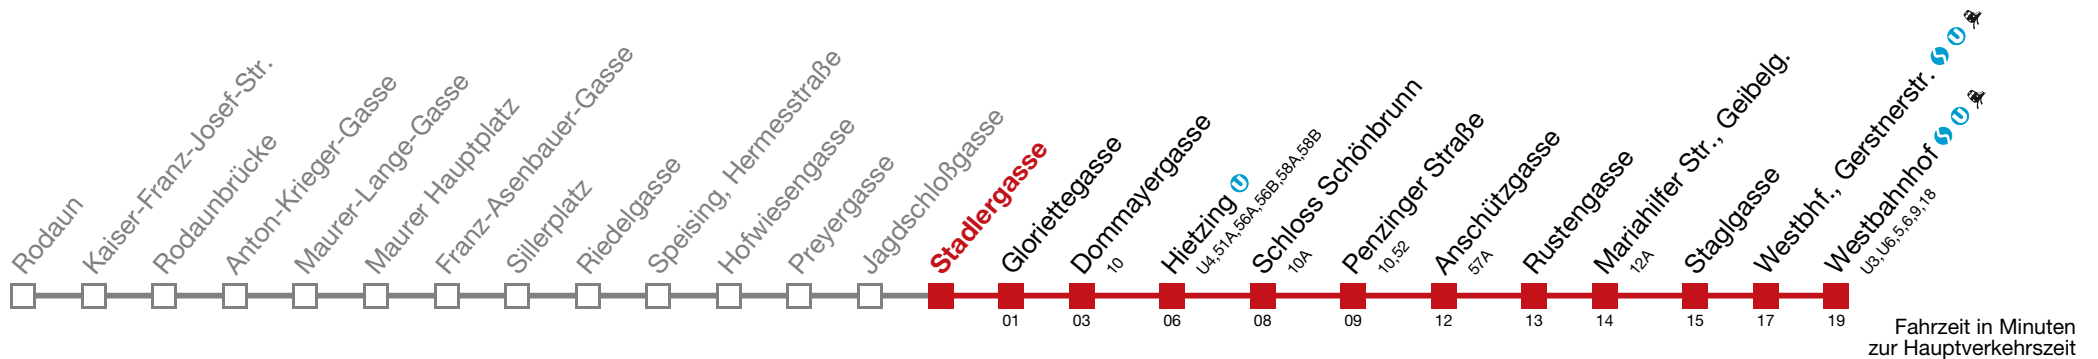 Rodaun
Kaiser-Franz-Josef-Str.
Rodaunbrücke
Anton-Krieger-Gasse
Maurer-Lange-Gasse
Maurer Hauptplatz
Franz-Asenbauer-Gasse
Sillerplatz
Riedelgasse
Speising, Hermesstraße
Hofwiesengasse
Preyergasse
Jagdschloßgasse
Stadlergasse
Gloriettegasse
Dommayergasse
10
Hietzing U
U4,51A,56A,56B,58A,58B
Schloss Schönbrunn
10A
Penzinger Straße
10,52
Anschützgasse
57A
Rustengasse
Mariahilfer Str., Geibelg.
12A
Staglgasse
Westbhf., Gerstnerstr. S U
Westbahnhof S U
U3,U6,5,6,9,18
01 03 06 08 09 12 13 14 15 17 19
Fahrzeit in Minuten
zur Hauptverkehrszeit